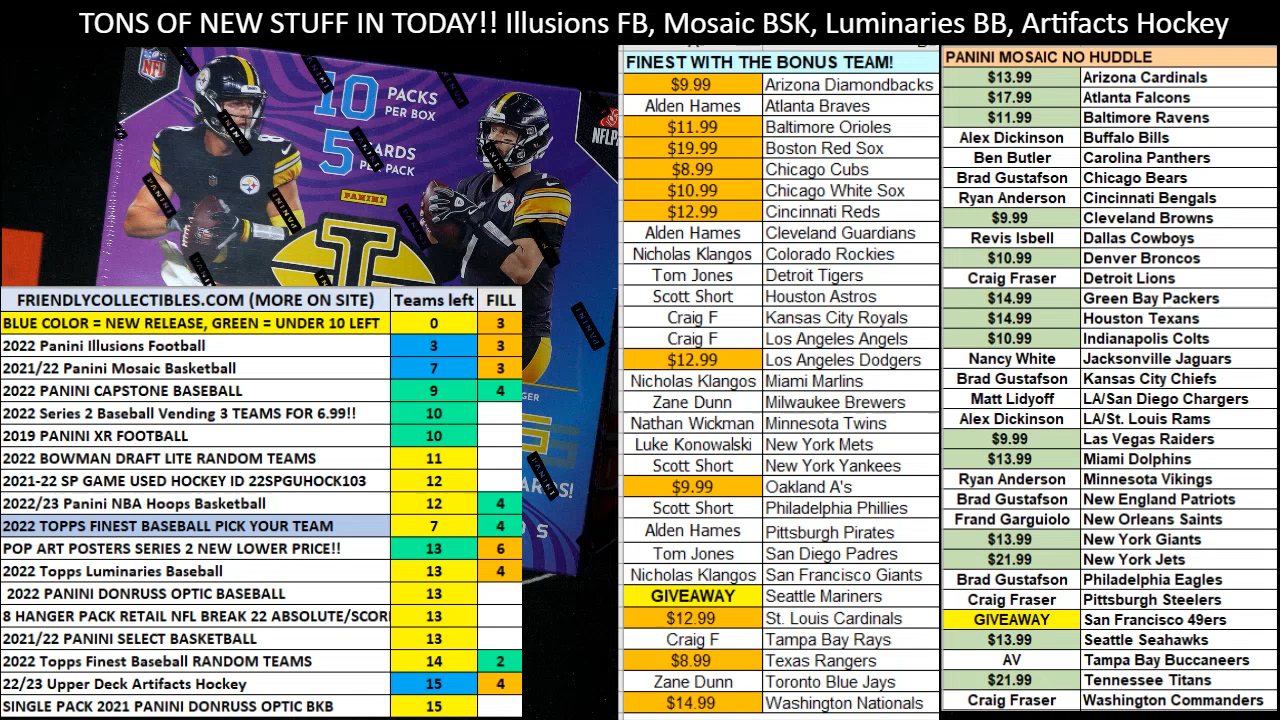 TONS OF NEW STUFF IN TODAY!! Illusions FB, Mosaic BSK, Luminaries BB, Artifacts Hockey
NFL
10 PACKS
PER BOX
5
PER PACK
PANINI
NFLP
FRIENDLYCOLLECTIBLES.COM (MORE ON SITE) Teams left FILL
BLUE COLOR = NEW RELEASE, GREEN = UNDER 10 LEFT 0 3
2022 Panini Illusions Football 3 3
2021/22 Panini Mosaic Basketball 7 3
2022 PANINI CAPSTONE BASEBALL 9 4
2022 Series 2 Baseball Vending 3 TEAMS FOR 6.99!! 10
2019 PANINI XR FOOTBALL 10
2022 BOWMAN DRAFT LITE RANDOM TEAMS 11
2021-22 SP GAME USED HOCKEY ID 22SPGUHOCK103 12
2022/23 Panini NBA Hoops Basketball 12 4
2022 TOPPS FINEST BASEBALL PICK YOUR TEAM 7 4
POP ART POSTERS SERIES 2 NEW LOWER PRICE!! 13 6
2022 Topps Luminaries Baseball 13 4
2022 PANINI DONRUSS OPTIC BASEBALL 13
8 HANGER PACK RETAIL NFL BREAK 22 ABSOLUTE/SCORE 13
2021/22 PANINI SELECT BASKETBALL 13
2022 Topps Finest Baseball RANDOM TEAMS 14 2
22/23 Upper Deck Artifacts Hockey 15 4
SINGLE PACK 2021 PANINI DONRUSS OPTIC BKB 15
FINEST WITH THE BONUS TEAM!
$9.99 Arizona Diamondbacks
Alden Hames Atlanta Braves
$11.99 Baltimore Orioles
$19.99 Boston Red Sox
$8.99 Chicago Cubs
$10.99 Chicago White Sox
$12.99 Cincinnati Reds
Alden Hames Cleveland Guardians
Nicholas Klangos Colorado Rockies
Tom Jones Detroit Tigers
Scott Short Houston Astros
Craig F Kansas City Royals
Craig F Los Angeles Angels
$12.99 Los Angeles Dodgers
Nicholas Klangos Miami Marlins
Zane Dunn Milwaukee Brewers
Nathan Wickman Minnesota Twins
Luke Konowalski New York Mets
Scott Short New York Yankees
$9.99 Oakland A's
Scott Short Philadelphia Phillies
Alden Hames Pittsburgh Pirates
Tom Jones San Diego Padres
Nicholas Klangos San Francisco Giants
GIVEAWAY Seattle Mariners
$12.99 St. Louis Cardinals
Craig F Tampa Bay Rays
$8.99 Texas Rangers
Zane Dunn Toronto Blue Jays
$14.99 Washington Nationals
PANINI MOSAIC NO HUDDLE
$13.99 Arizona Cardinals
$17.99 Atlanta Falcons
$11.99 Baltimore Ravens
Alex Dickinson Buffalo Bills
Ben Butler Carolina Panthers
Brad Gustafson Chicago Bears
Ryan Anderson Cincinnati Bengals
$9.99 Cleveland Browns
Revis Isbell Dallas Cowboys
$10.99 Denver Broncos
Craig Fraser Detroit Lions
$14.99 Green Bay Packers
$14.99 Houston Texans
$10.99 Indianapolis Colts
Nancy White Jacksonville Jaguars
Brad Gustafson Kansas City Chiefs
Matt Lidyoff LA/San Diego Chargers
Alex Dickinson LA/St. Louis Rams
$9.99 Las Vegas Raiders
$13.99 Miami Dolphins
Ryan Anderson Minnesota Vikings
Brad Gustafson New England Patriots
Frand Garguiolo New Orleans Saints
$13.99 New York Giants
$21.99 New York Jets
Brad Gustafson Philadelphia Eagles
Craig Fraser Pittsburgh Steelers
GIVEAWAY San Francisco 49ers
$13.99 Seattle Seahawks
AV Tampa Bay Buccaneers
$21.99 Tennessee Titans
Craig Fraser Washington Commanders